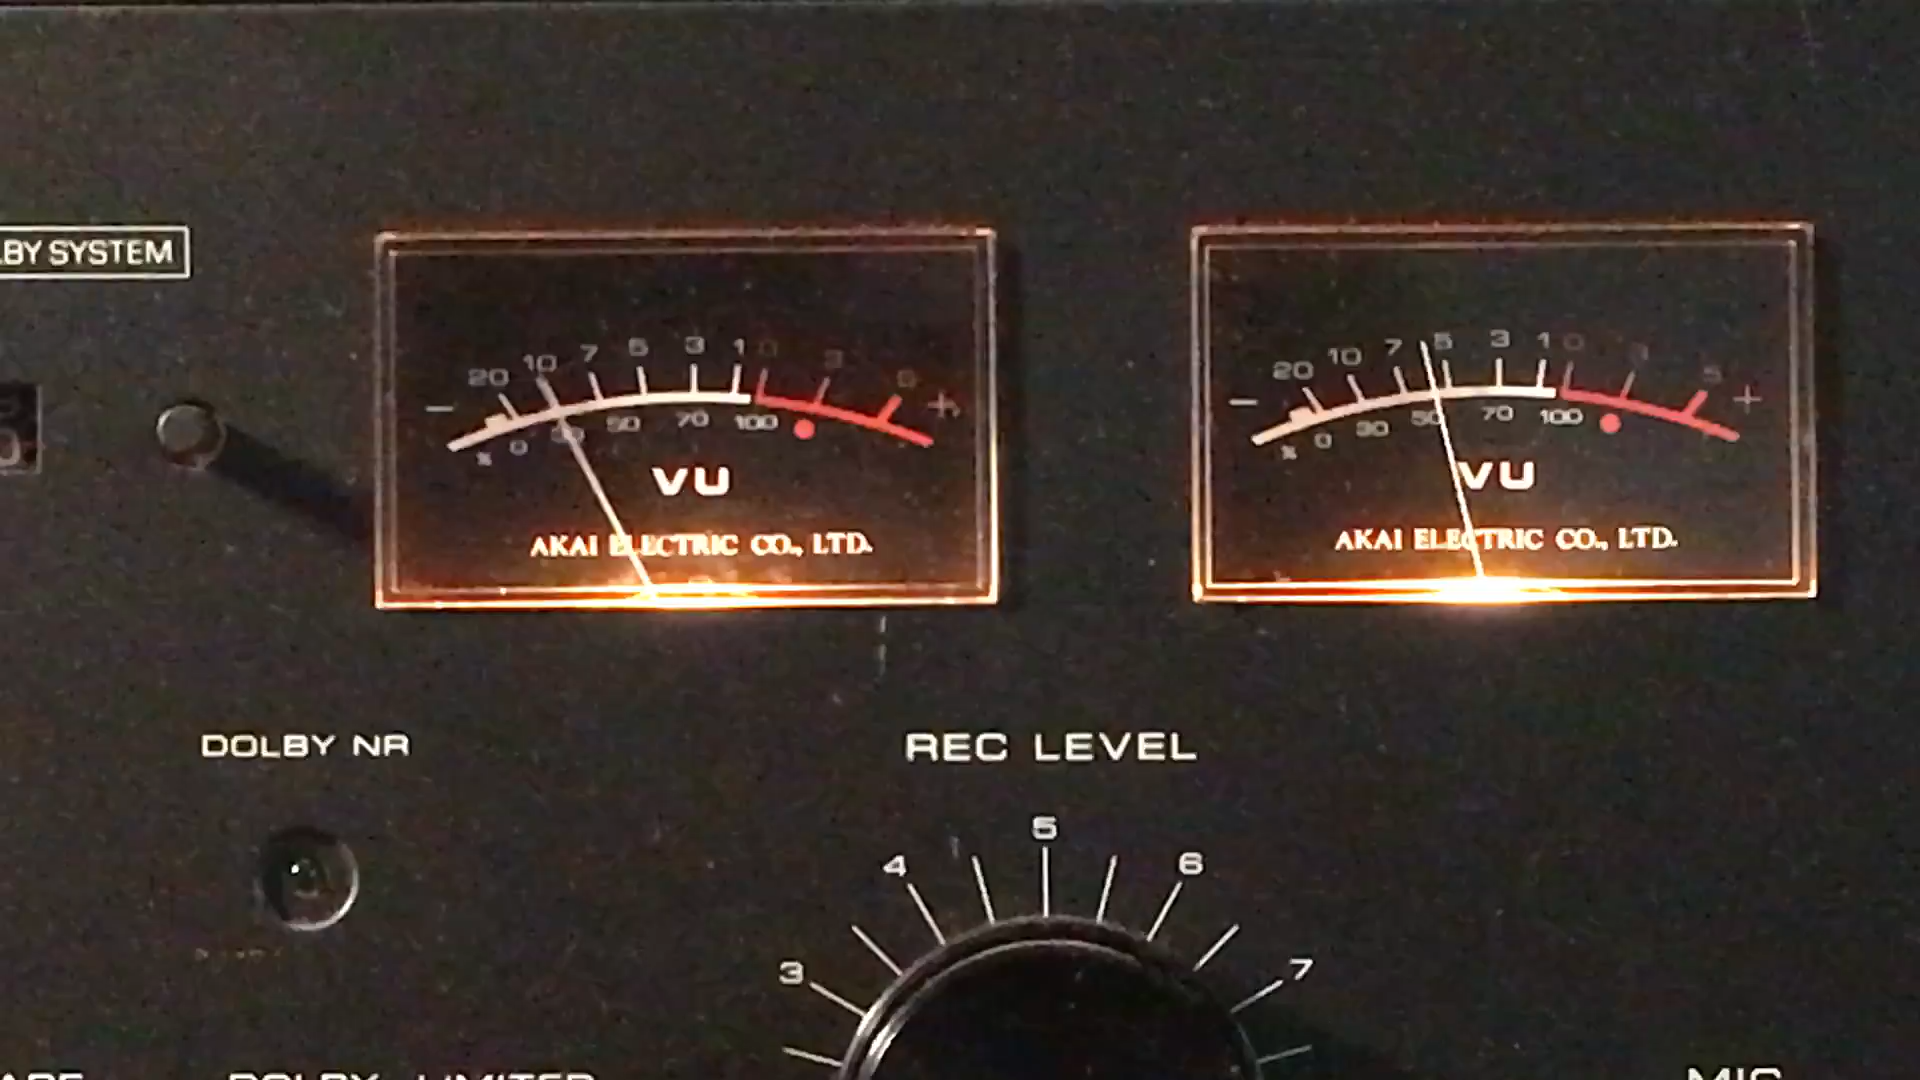 BY SYSTEM
20 10 7 5 3 1 0 3 5
- +
% 0 30 50 70 100
VU
AKAI ELECTRIC CO., LTD.
20 10 7 5 3 1 0 3 5
- +
% 0 30 50 70 100
VU
AKAI ELECTRIC CO., LTD.
DOLBY NR
REC LEVEL
3 4 5 6 7
DOLBY LIMITER
MIC